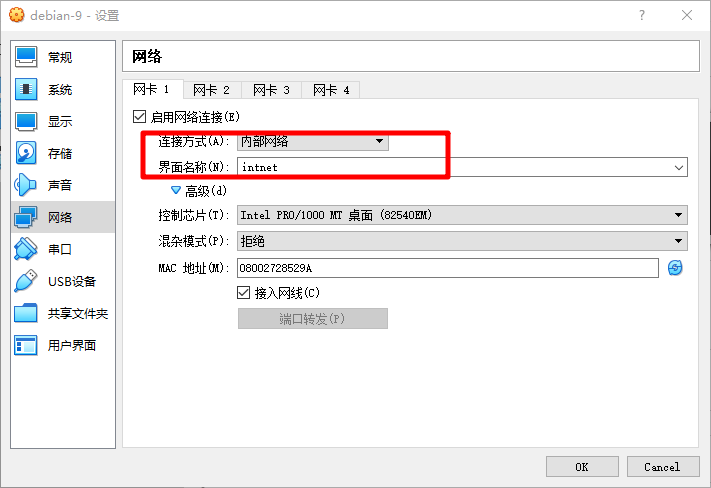 debian-9 - 设置
常规
系统
显示
存储
声音
网络
串口
USB设备
共享文件夹
用户界面
网络
网卡 1 网卡 2 网卡 3 网卡 4
启用网络连接(E)
连接方式(A): 内部网络
界面名称(N): intnet
高级(d)
控制芯片(T): Intel PRO/1000 MT 桌面 (82540EM)
混杂模式(P): 拒绝
MAC 地址(M): 08002728529A
接入网线(C)
端口转发(P)
OK Cancel